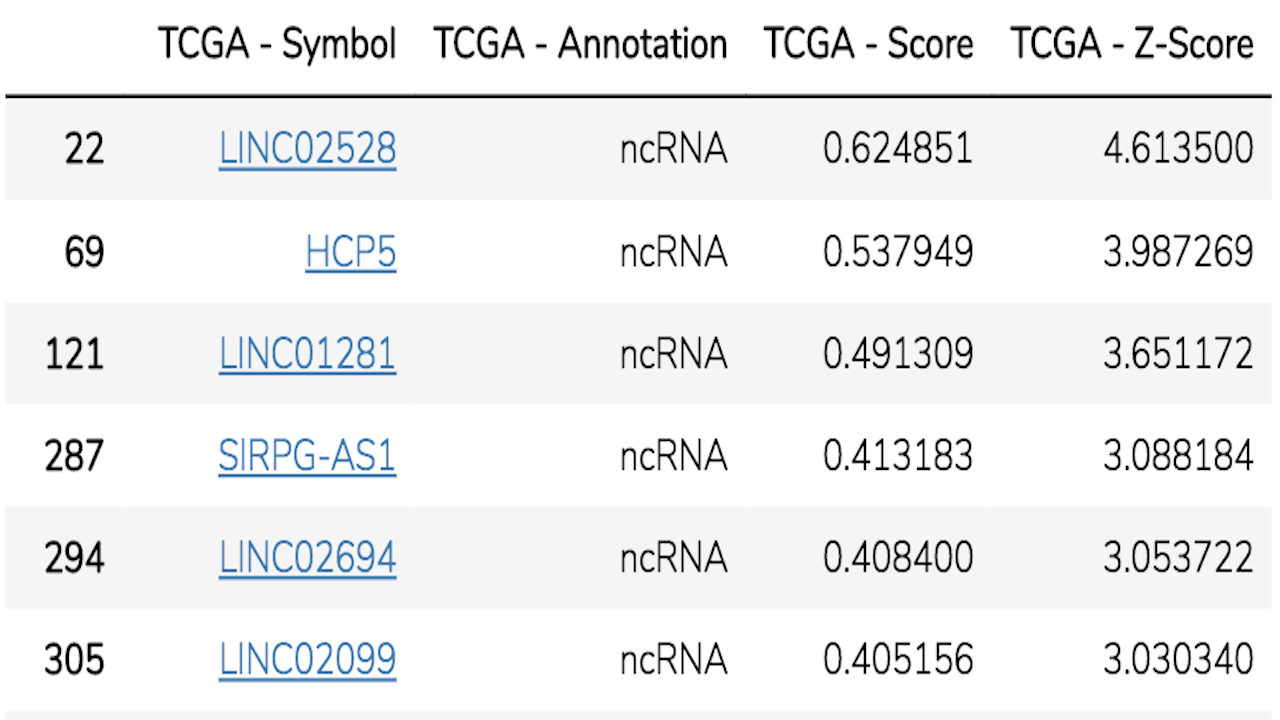 TCGA - Symbol TCGA - Annotation TCGA - Score TCGA - Z-Score
22 LINC02528 ncRNA 0.624851 4.613500
69 HCP5 ncRNA 0.537949 3.987269
121 LINC01281 ncRNA 0.491309 3.651172
287 SIRPG-AS1 ncRNA 0.413183 3.088184
294 LINC02694 ncRNA 0.408400 3.053722
305 LINC02099 ncRNA 0.405156 3.030340